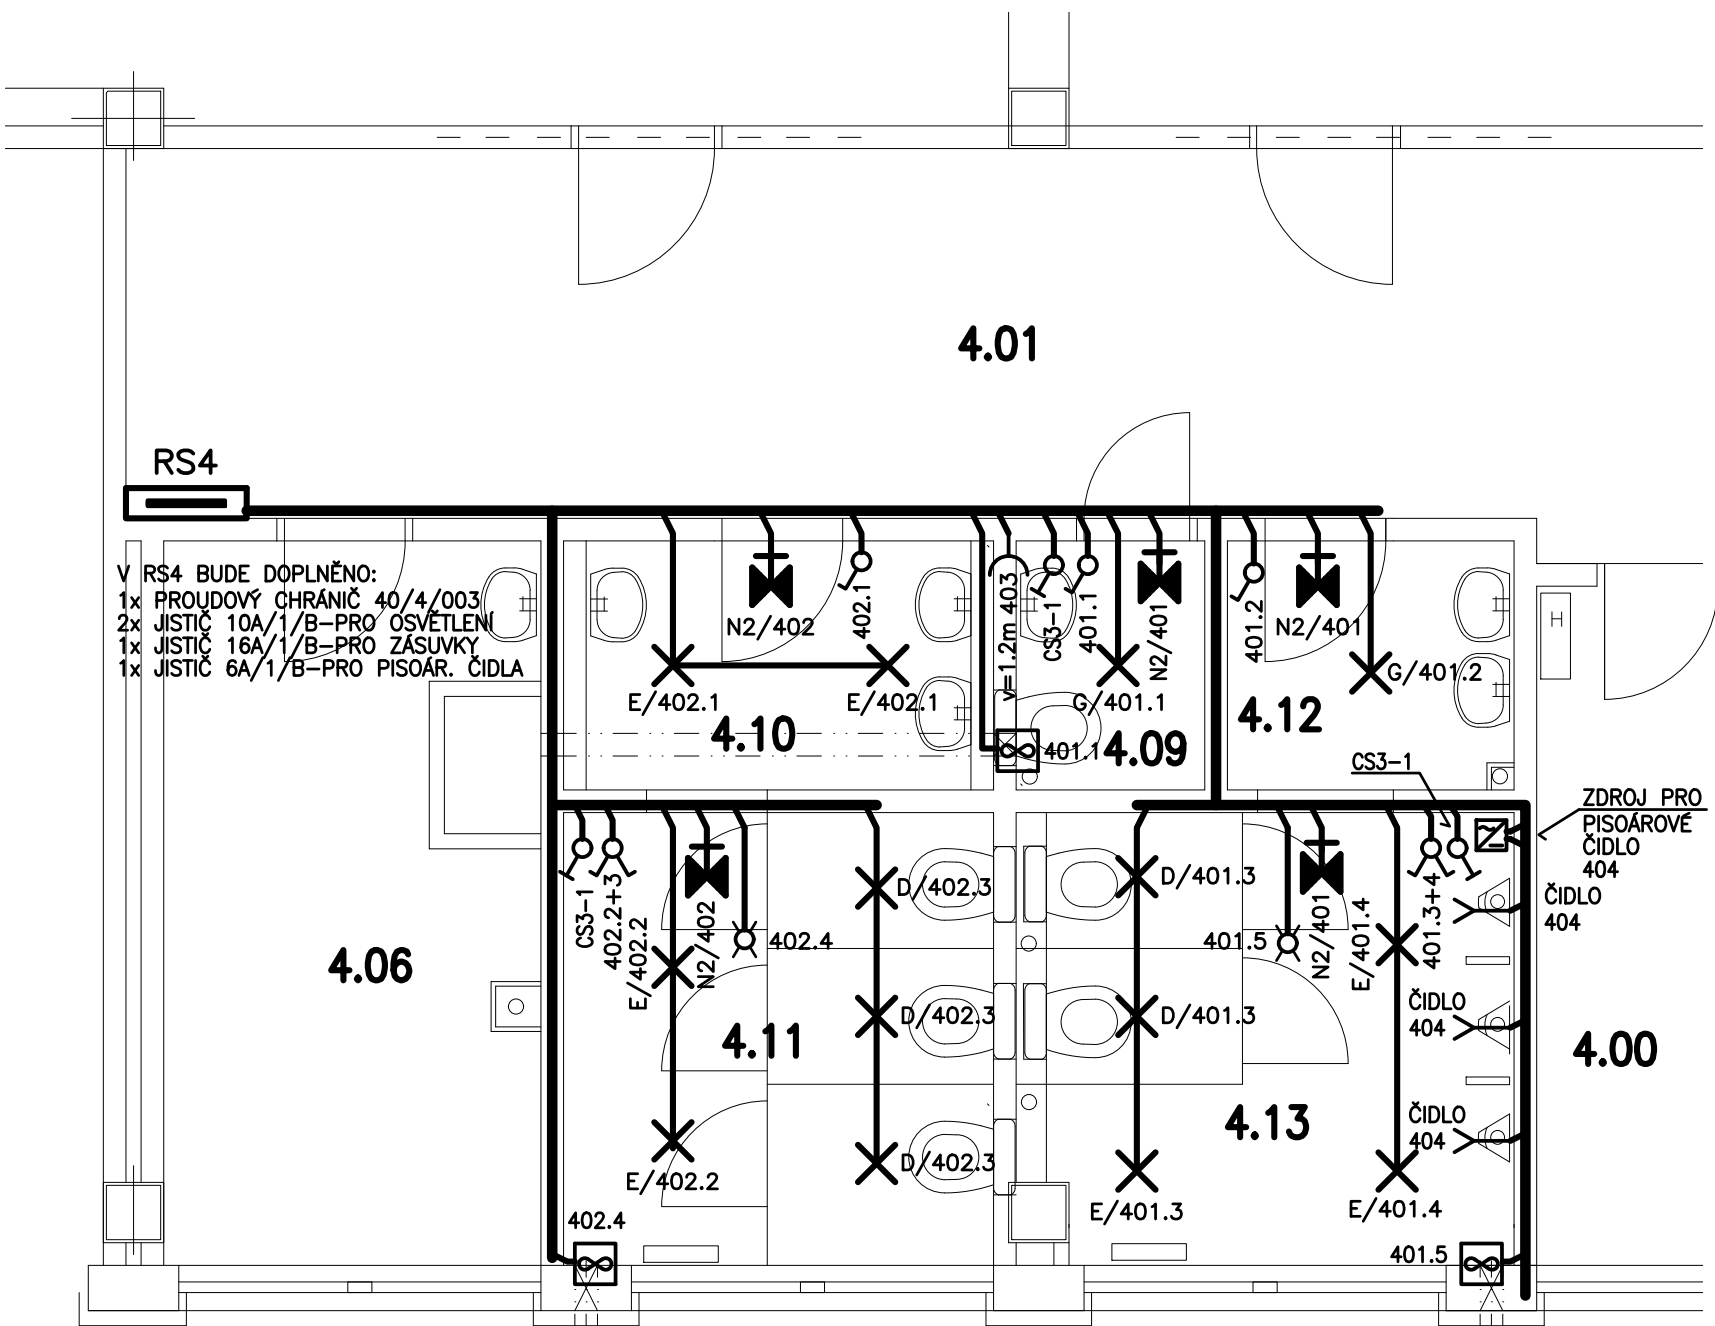 4.01
RS4
V RS4 BUDE DOPLNĚNO:
1x PROUDOVÝ CHRÁNIČ 40/4/003
2x JISTIČ 10A/1/B-PRO OSVĚTLENÍ
1x JISTIČ 16A/1/B-PRO ZÁSUVKY
1x JISTIČ 6A/1/B-PRO PISOÁR. ČIDLA
N2/402
402.1
E/402.1
E/402.1
4.10
v=1.2m 403
CS3-1
401.1
N2/401
G/401.1
401.1
4.09
401.2
N2/401
G/401.2
4.12
H
CS3-1
ZDROJ PRO
PISOÁROVÉ
ČIDLO
404
ČIDLO
404
CS3-1
402.2+3
E/402.2
N2/402
402.4
D/402.3
D/401.3
401.5
N2/401
E/401.4
401.3+4
4.06
4.11
D/402.3
D/401.3
ČIDLO
404
4.00
4.13
ČIDLO
404
E/402.2
D/402.3
E/401.3
E/401.4
402.4
401.5